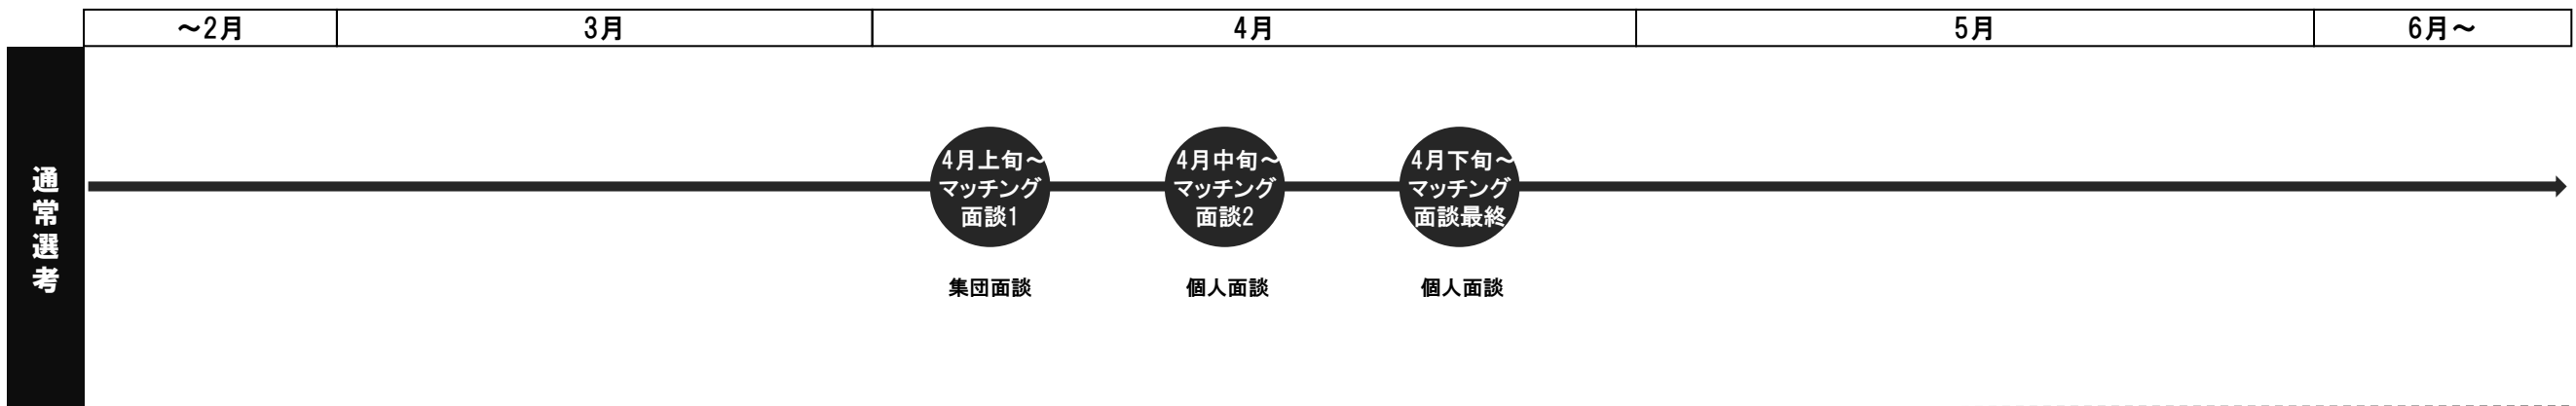 ～2月
3月
4月
5月
6月～
通常選考
4月上旬～
マッチング
面談1
4月中旬～
マッチング
面談2
4月下旬～
マッチング
面談最終
集団面談
個人面談
個人面談